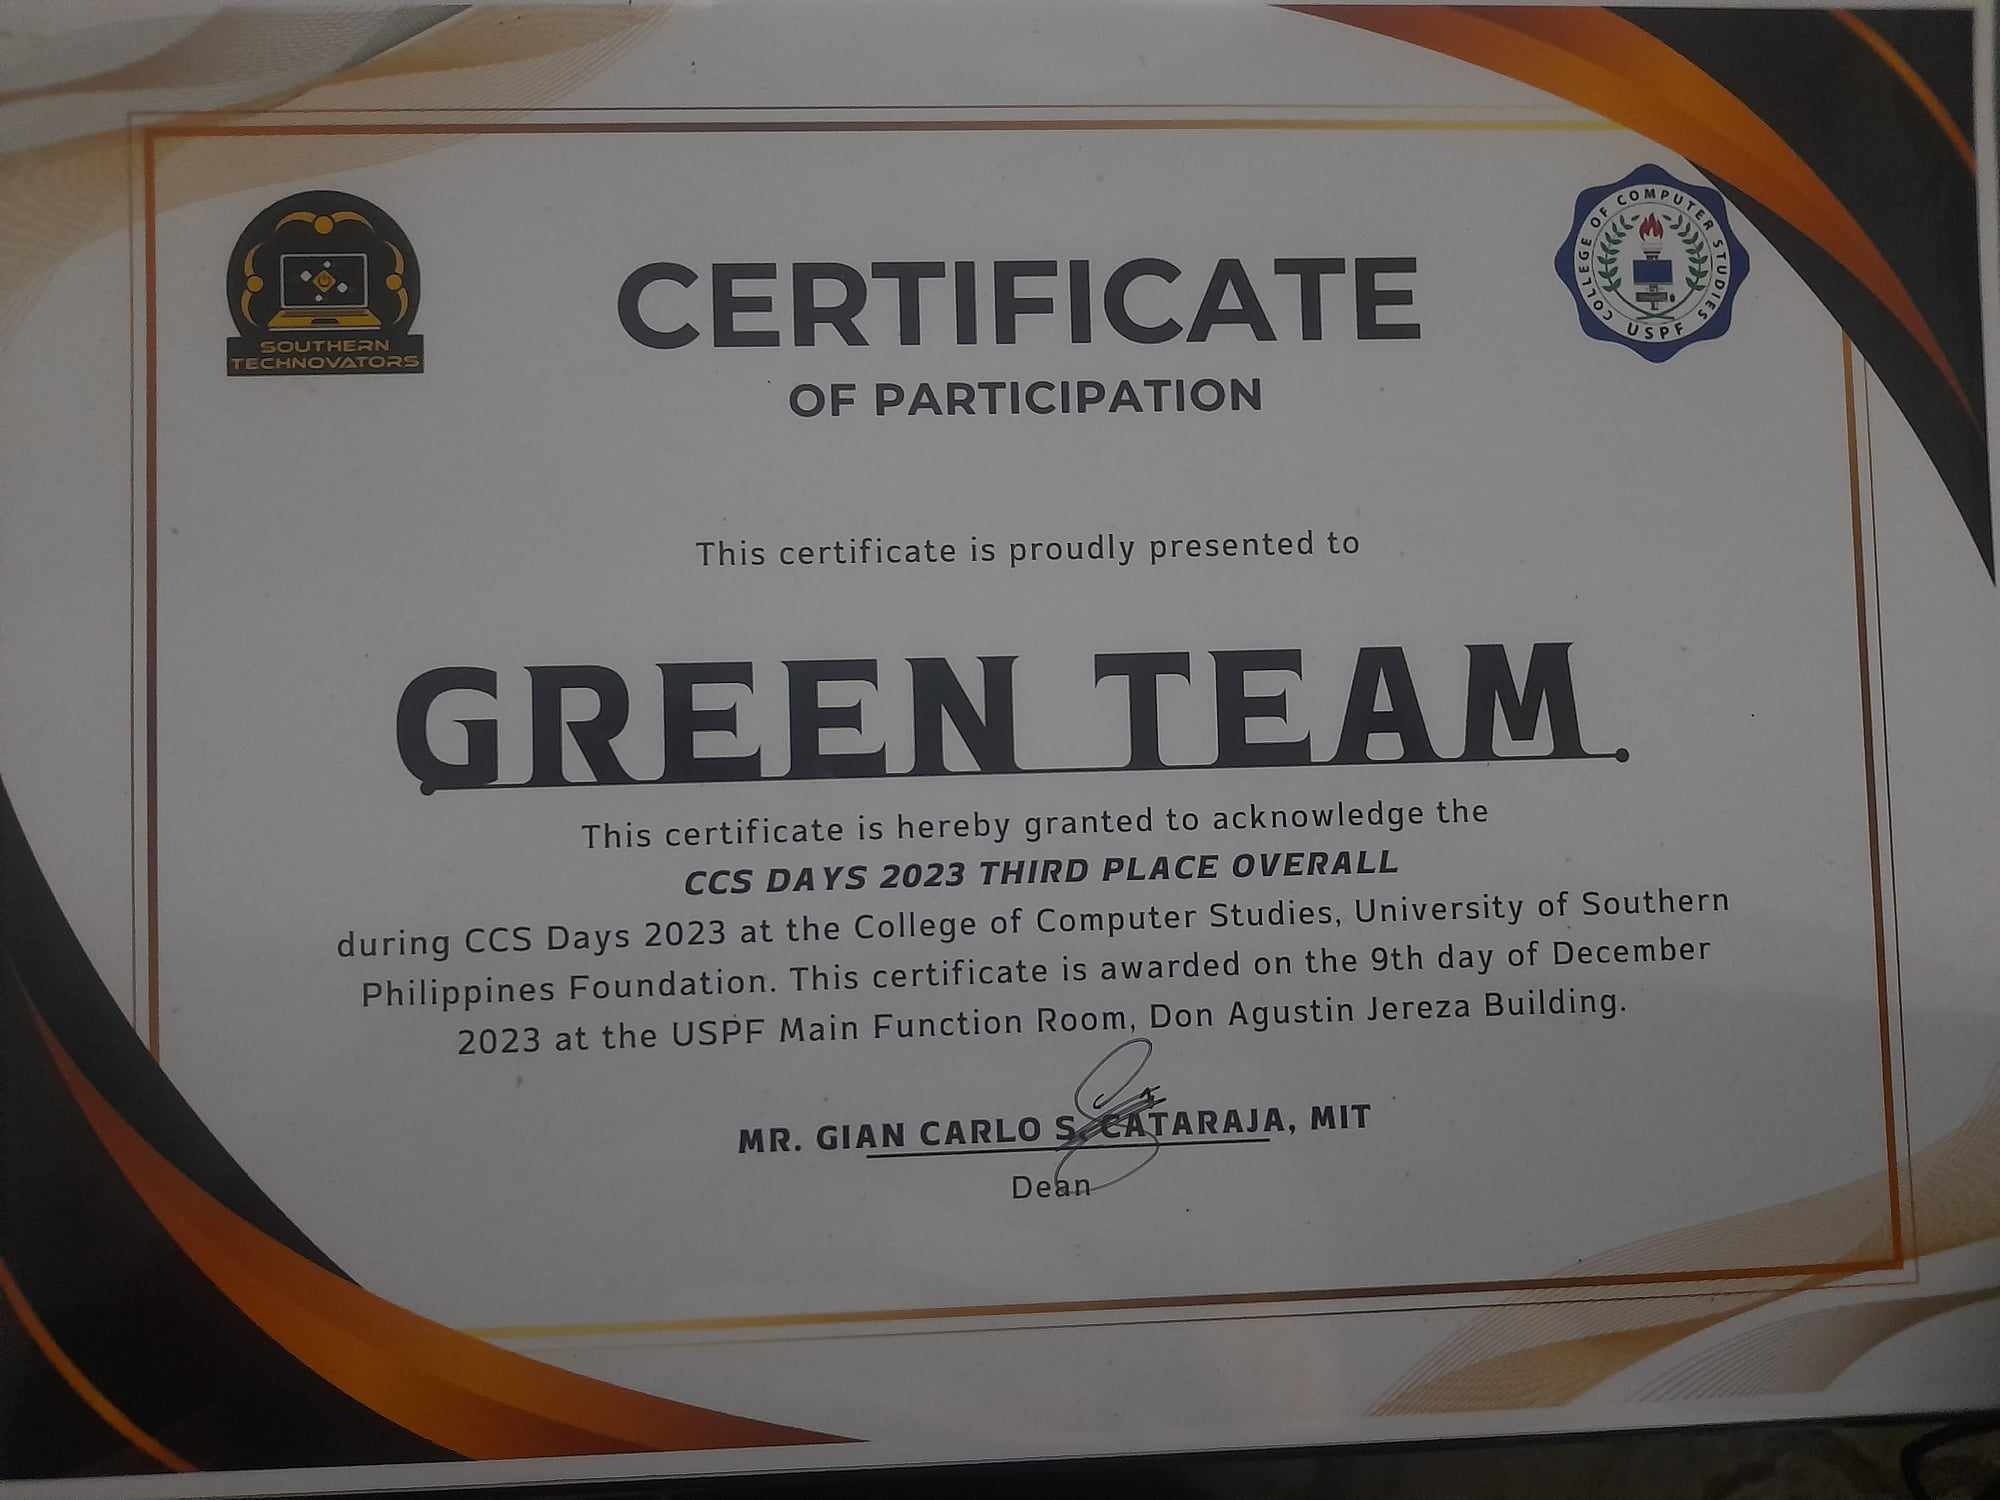 SOUTHERN
TECHNOVATORS
COLLEGE OF COMPUTER STUDIES
USPF
CERTIFICATE
OF PARTICIPATION
This certificate is proudly presented to
GREEN TEAM
This certificate is hereby granted to acknowledge the
CCS DAYS 2023 THIRD PLACE OVERALL
during CCS Days 2023 at the College of Computer Studies, University of Southern
Philippines Foundation. This certificate is awarded on the 9th day of December
2023 at the USPF Main Function Room, Don Agustin Jereza Building.
MR. GIAN CARLO S. CATARAJA, MIT
Dean